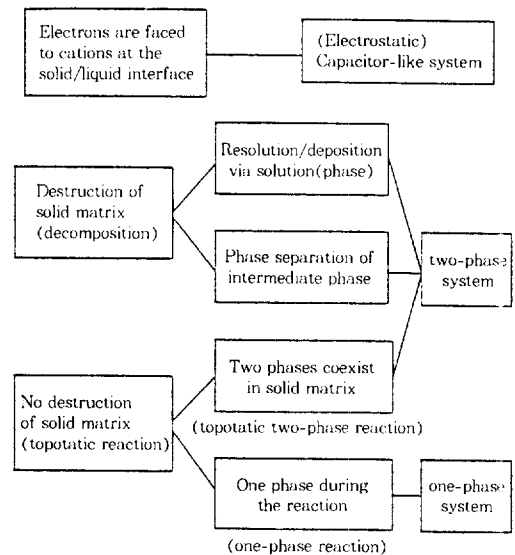 Electrons are faced
to cations at the
solid/liquid interface
(Electrostatic)
Capacitor-like system
Destruction of
solid matrix
(decomposition)
Resolution/deposition
via solution(phase)
Phase separation of
intermediate phase
two-phase
system
No destruction
of solid matrix
(topotatic reaction)
Two phases coexist
in solid matrix
(topotatic two-phase reaction)
One phase during
the reaction
(one-phase reaction)
one-phase
system